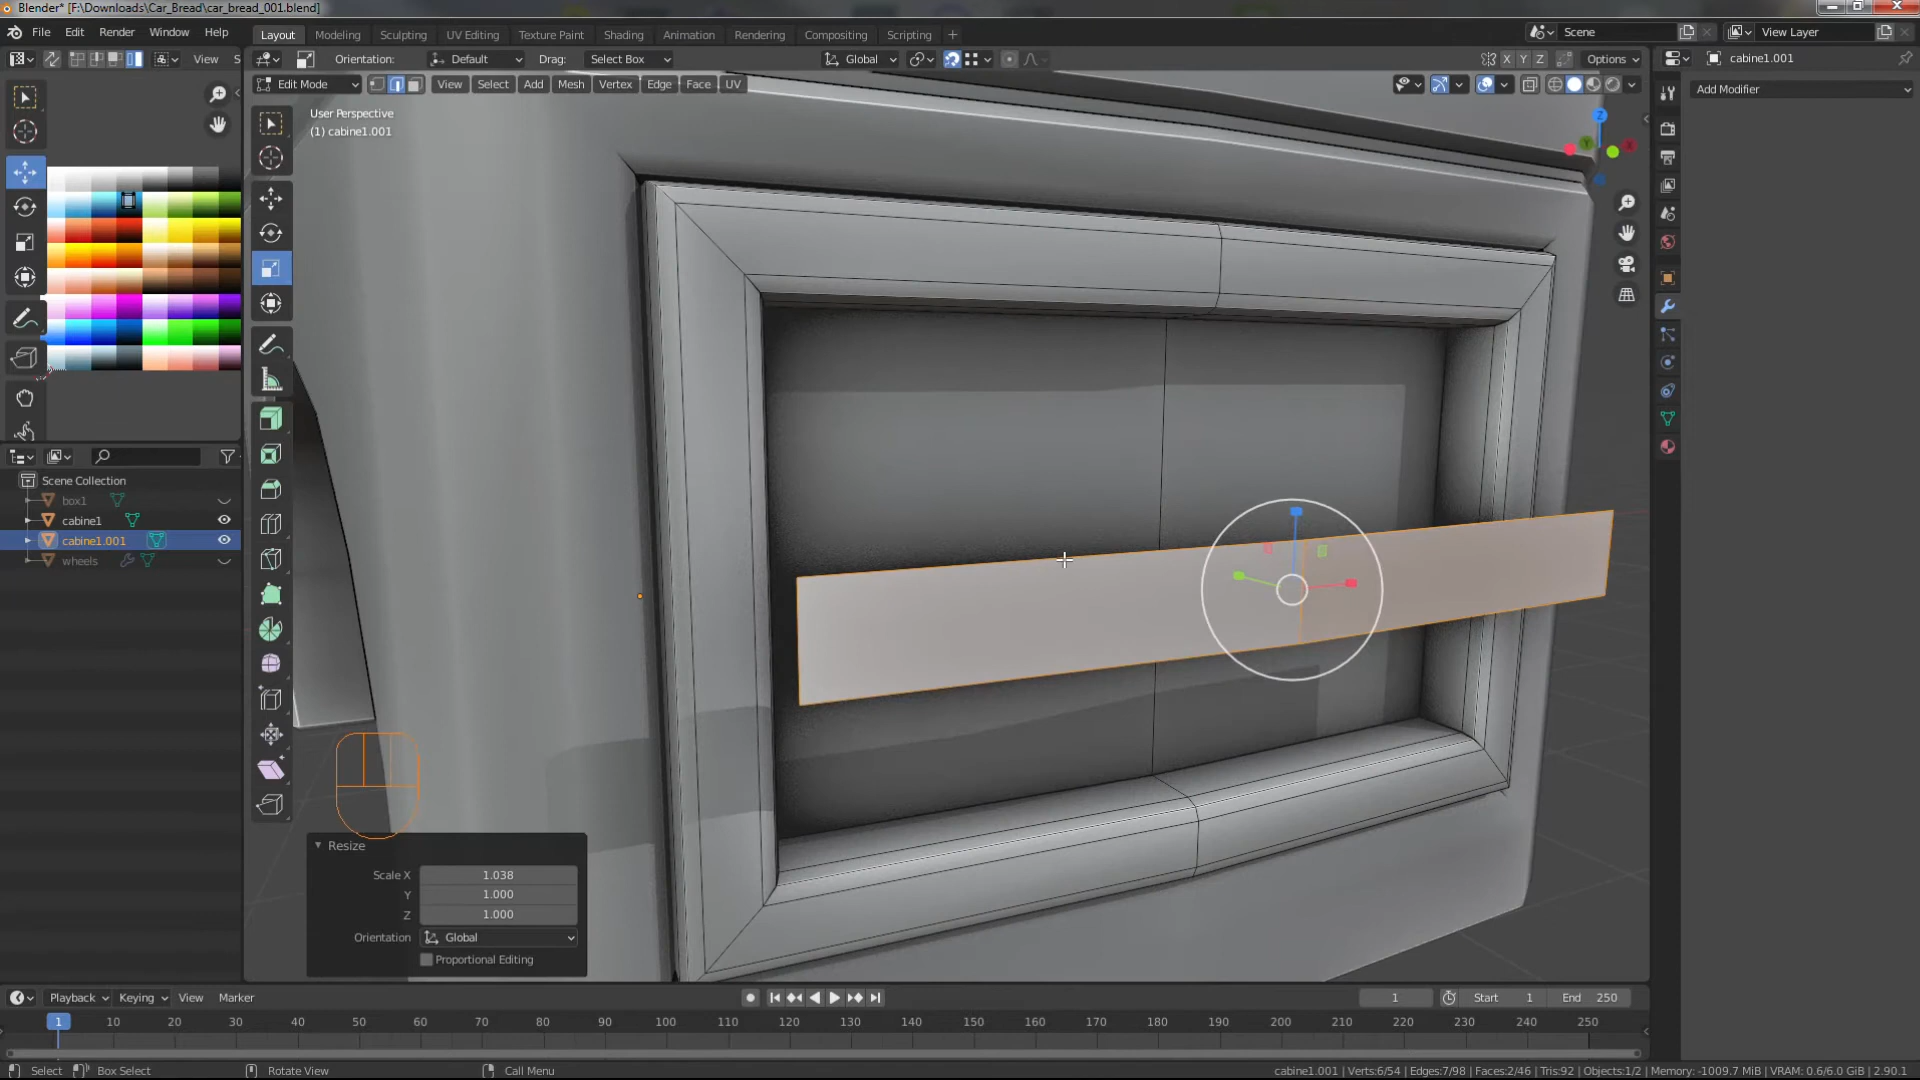 Blender* [F:\Downloads\Car_Bread\car_bread_001.blend]
File Edit Render Window Help
Layout Modeling Sculpting UV Editing Texture Paint Shading Animation Rendering Compositing Scripting +
Scene
View Layer
View S
Orientation: Default Drag: Select Box
Global
X Y Z Options
cabine1.001
Edit Mode View Select Add Mesh Vertex Edge Face UV
Add Modifier
User Perspective
(1) cabine1.001
Z
Y
X
Scene Collection
box1
cabine1
cabine1.001
wheels
Resize
Scale X 1.038
Y 1.000
Z 1.000
Orientation Global
Proportional Editing
Playback Keying View Marker
1 Start 1 End 250
1 10 20 30 40 50 60 70 80 90 100 110 120 130 140 150 160 170 180 190 200 210 220 230 240 250
Select Box Select Rotate View Call Menu
cabine1.001 | Verts:6/54 | Edges:7/98 | Faces:2/46 | Tris:92 | Objects:1/2 | Memory: -1009.7 MiB | VRAM: 0.6/6.0 GiB | 2.90.1